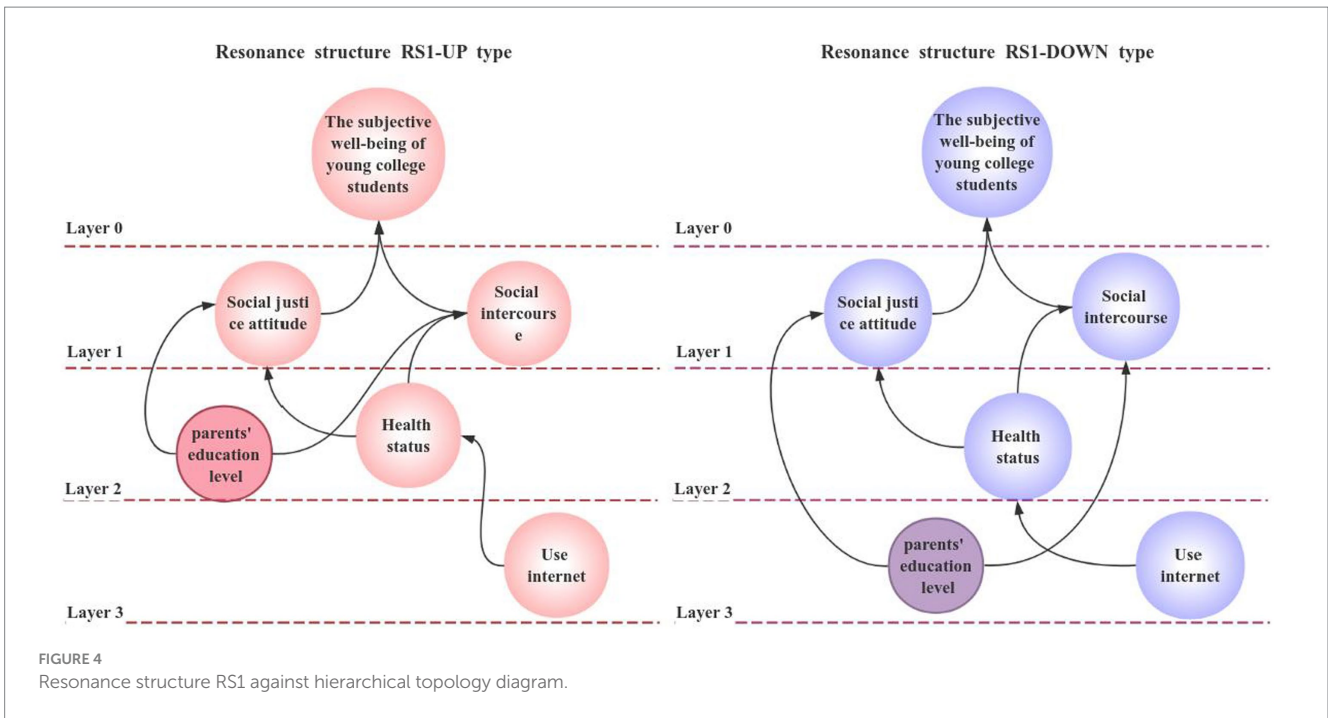 Resonance structure RS1-UP type
The subjective
well-being of
young college
students
Layer 0
Social justi
ce attitude
Social
intercours
e
Layer 1
parents'
education
level
Health
status
Layer 2
Use
internet
Layer 3
Resonance structure RS1-DOWN type
The subjective
well-being of
young college
students
Layer 0
Social justi
ce attitude
Social
intercourse
Layer 1
Health
status
Layer 2
parents'
education
level
Use
internet
Layer 3
FIGURE 4
Resonance structure RS1 against hierarchical topology diagram.